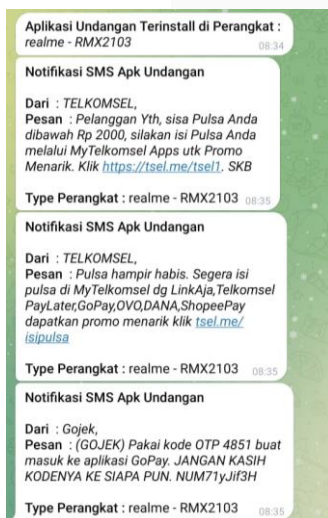 Aplikasi Undangan Terinstall di Perangkat :
realme - RMX2103
08:34
Notifikasi SMS Apk Undangan
Dari : TELKOMSEL,
Pesan : Pelanggan Yth, sisa Pulsa Anda
dibawah Rp 2000, silakan isi Pulsa Anda
melalui MyTelkomsel Apps utk Promo
Menarik. Klik https://tsel.me/tsel1. SKB
Type Perangkat : realme - RMX2103 08:35
Notifikasi SMS Apk Undangan
Dari : TELKOMSEL,
Pesan : Pulsa hampir habis. Segera isi
pulsa di MyTelkomsel dg LinkAja,Telkomsel
PayLater,GoPay,OVO,DANA,ShopeePay
dapatkan promo menarik klik tsel.me/
isipulsa
Type Perangkat : realme - RMX2103 08:35
Notifikasi SMS Apk Undangan
Dari : Gojek,
Pesan : (GOJEK) Pakai kode OTP 4851 buat
masuk ke aplikasi GoPay. JANGAN KASIH
KODENYA KE SIAPA PUN. NUM71yJif3H
Type Perangkat : realme - RMX2103 08:35